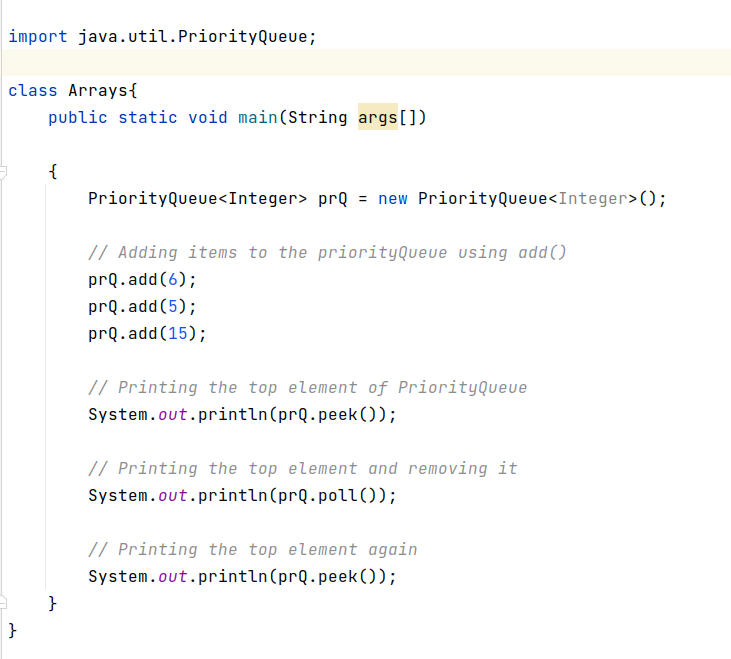 import java.util.PriorityQueue;
class Arrays{
    public static void main(String args[])
    {
        PriorityQueue<Integer> prQ = new PriorityQueue<Integer>();
        // Adding items to the priorityQueue using add()
        prQ.add(6);
        prQ.add(5);
        prQ.add(15);
        // Printing the top element of PriorityQueue
        System.out.println(prQ.peek());
        // Printing the top element and removing it
        System.out.println(prQ.poll());
        // Printing the top element again
        System.out.println(prQ.peek());
    }
}